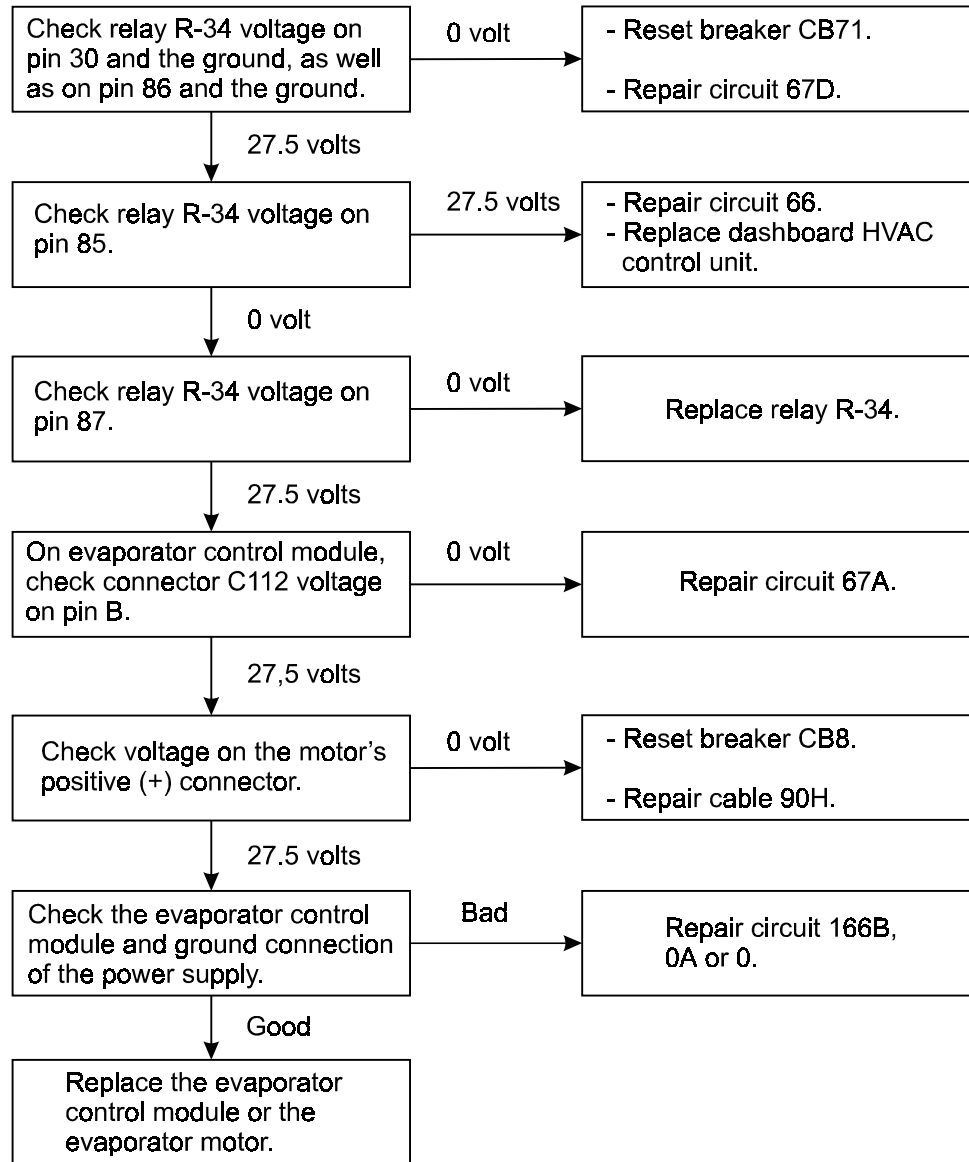 Check relay R-34 voltage on
pin 30 and the ground, as well
as on pin 86 and the ground.
0 volt
- Reset breaker CB71.
- Repair circuit 67D.
27.5 volts
Check relay R-34 voltage on
pin 85.
27.5 volts
- Repair circuit 66.
- Replace dashboard HVAC
control unit.
0 volt
Check relay R-34 voltage on
pin 87.
0 volt
Replace relay R-34.
27.5 volts
On evaporator control module,
check connector C112 voltage
on pin B.
0 volt
Repair circuit 67A.
27,5 volts
Check voltage on the motor's
positive (+) connector.
0 volt
- Reset breaker CB8.
- Repair cable 90H.
27.5 volts
Check the evaporator control
module and ground connection
of the power supply.
Bad
Repair circuit 166B,
0A or 0.
Good
Replace the evaporator
control module or the
evaporator motor.